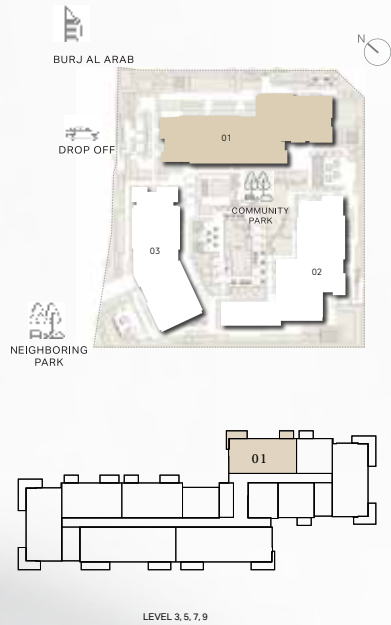 N
BURJ AL ARAB
DROP OFF
01
COMMUNITY
PARK
03
02
NEIGHBORING
PARK
01
LEVEL 3, 5, 7, 9